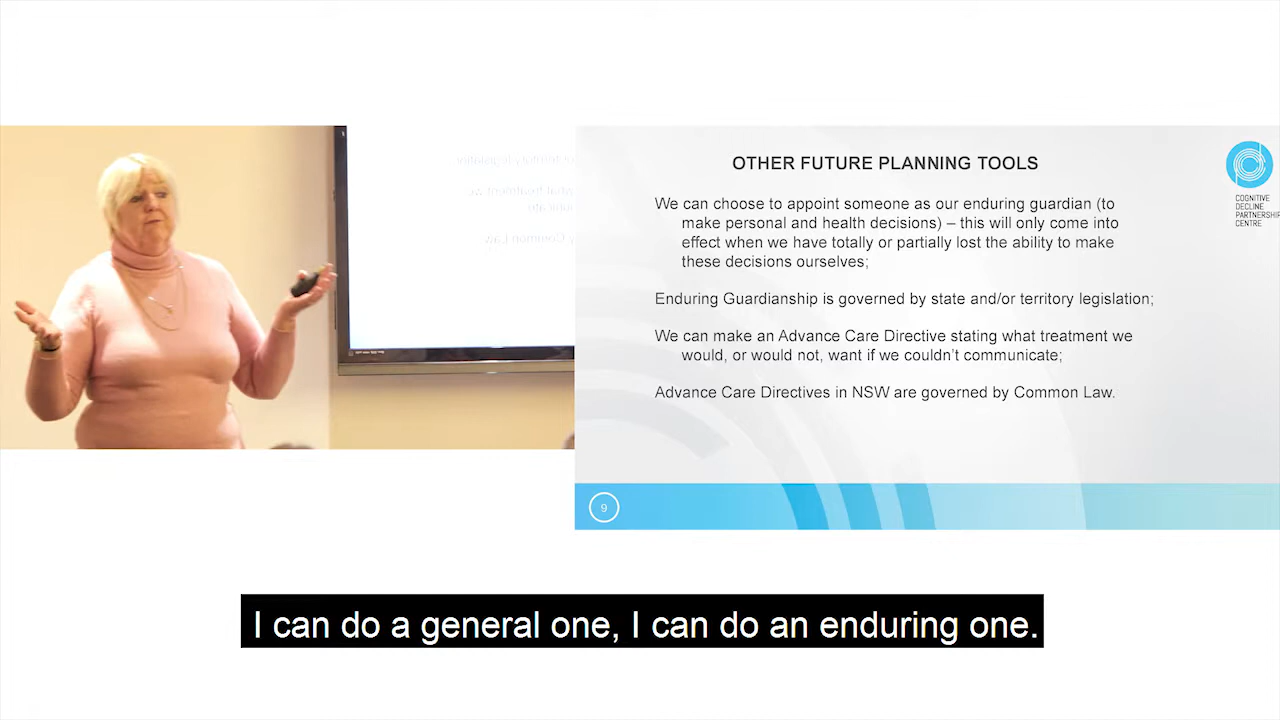 OTHER FUTURE PLANNING TOOLS
We can choose to appoint someone as our enduring guardian (to
make personal and health decisions) – this will only come into
effect when we have totally or partially lost the ability to make
these decisions ourselves;
Enduring Guardianship is governed by state and/or territory legislation;
We can make an Advance Care Directive stating what treatment we
would, or would not, want if we couldn't communicate;
Advance Care Directives in NSW are governed by Common Law.
COGNITIVE
DECLINE
PARTNERSHIP
CENTRE
9
I can do a general one, I can do an enduring one.